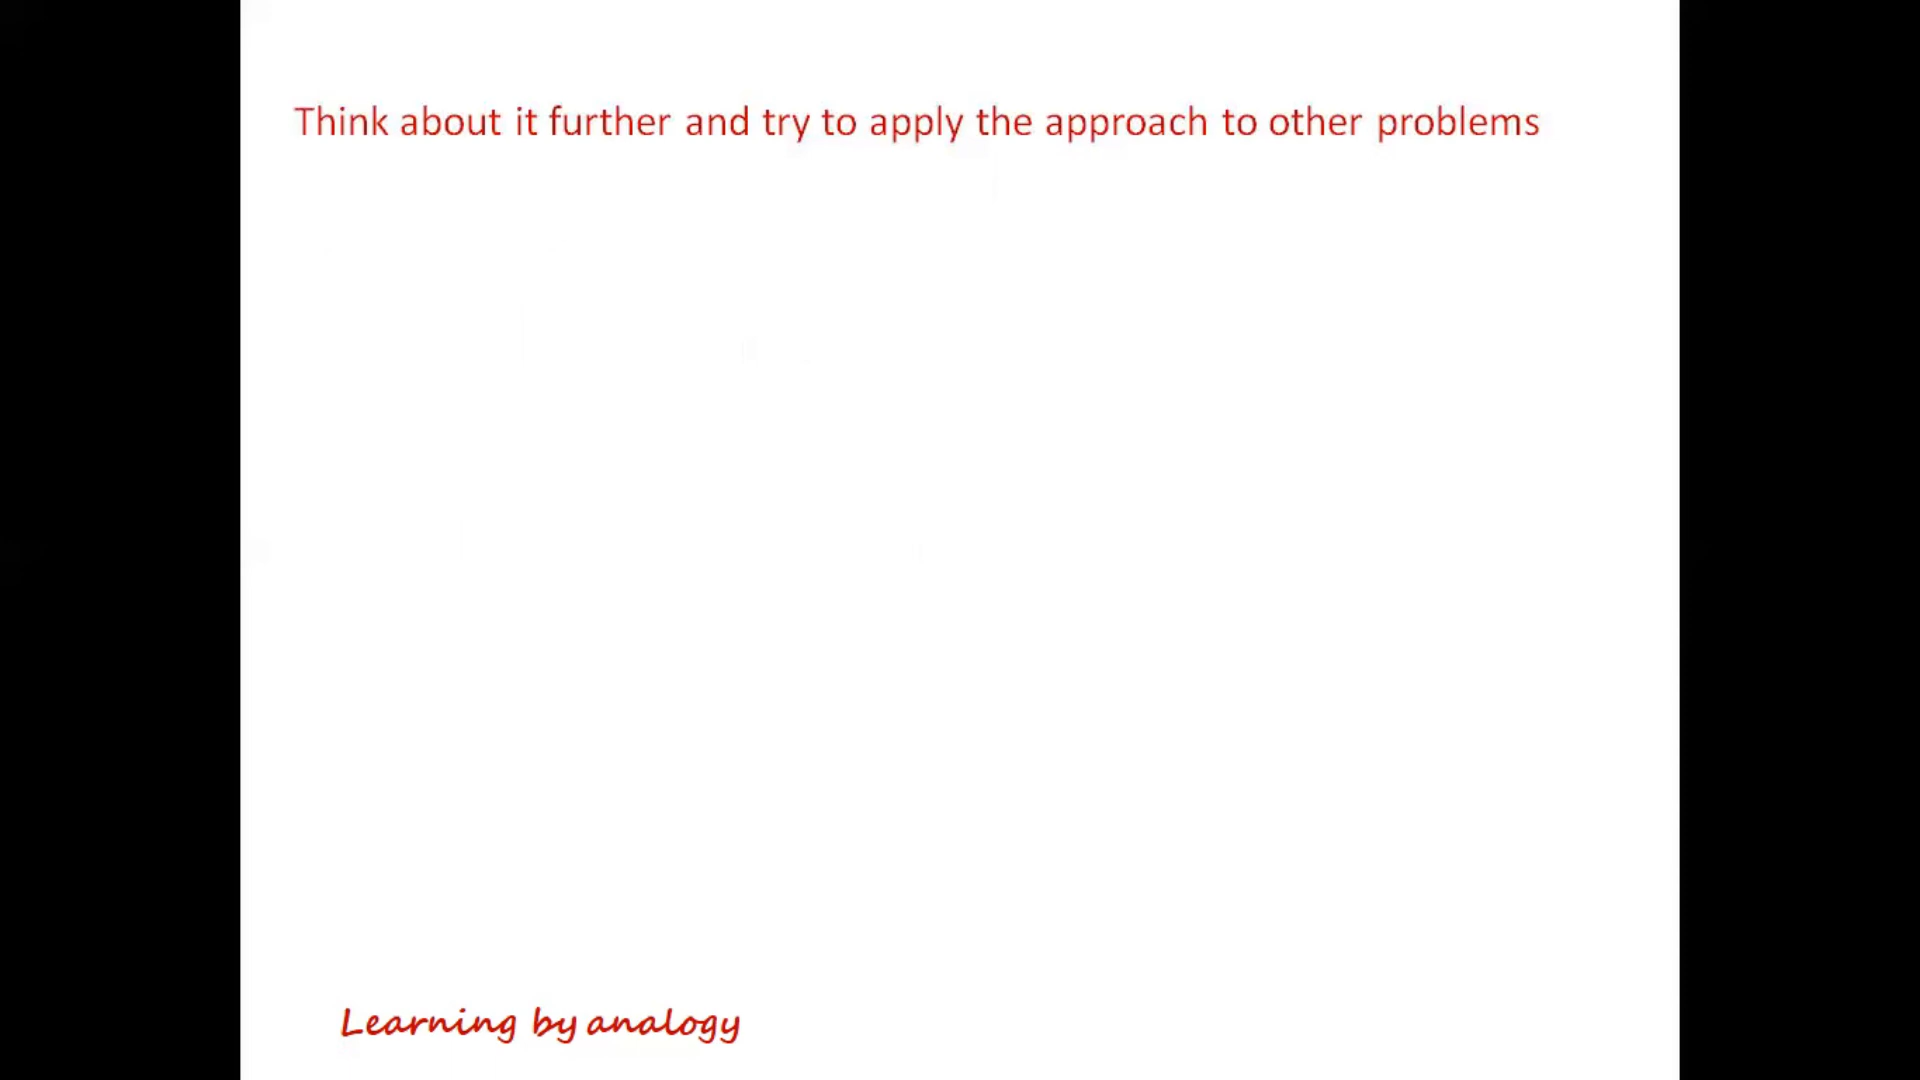 Think about it further and try to apply the approach to other problems
Learning by analogy